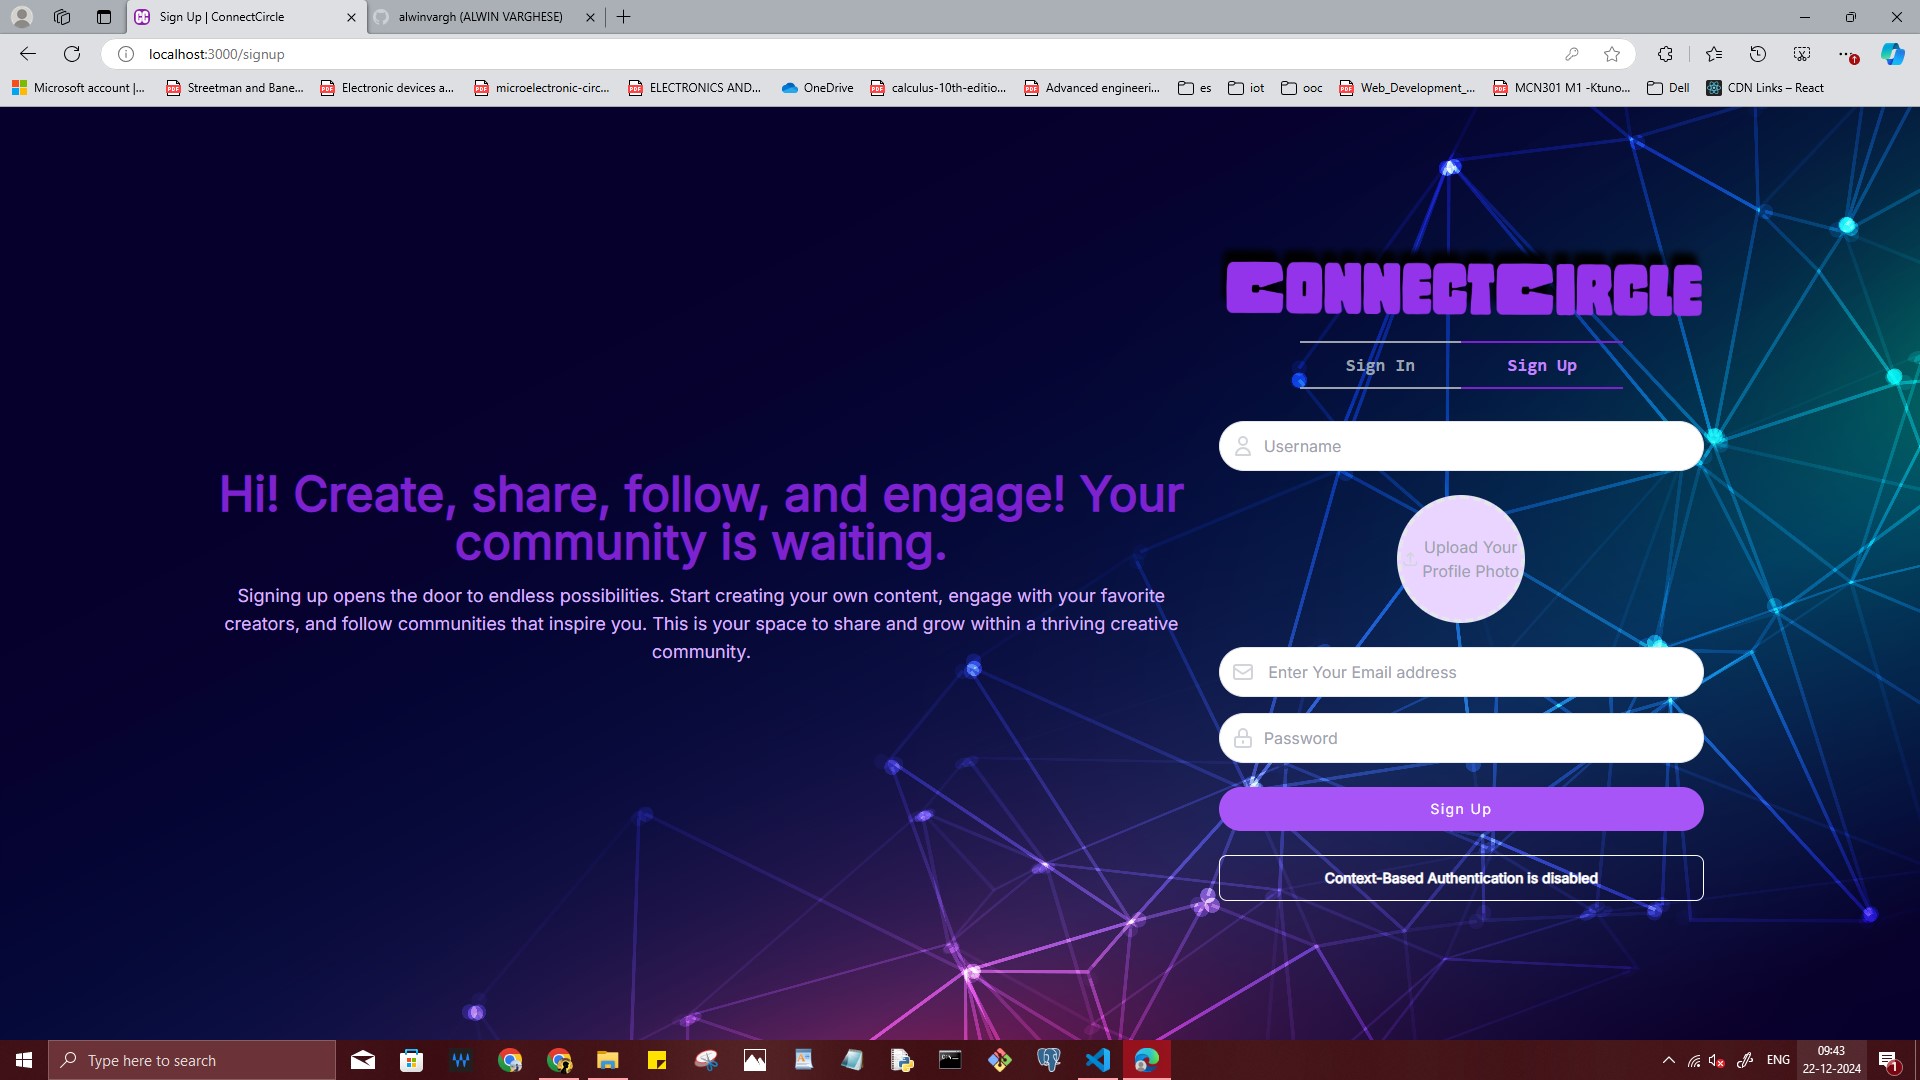 Sign Up | ConnectCircle
alwinvargh (ALWIN VARGHESE)
localhost:3000/signup
Microsoft account |...
Streetman and Bane...
Electronic devices a...
microelectronic-circ...
ELECTRONICS AND...
OneDrive
calculus-10th-editio...
Advanced engineeri...
es
iot
ooc
Web_Development_...
MCN301 M1 -Ktuno...
Dell
CDN Links – React
ConnectCircle
Sign In
Sign Up
Username
Hi! Create, share, follow, and engage! Your
community is waiting.
Signing up opens the door to endless possibilities. Start creating your own content, engage with your favorite
creators, and follow communities that inspire you. This is your space to share and grow within a thriving creative
community.
Upload Your
Profile Photo
Enter Your Email address
Password
Sign Up
Context-Based Authentication is disabled
Type here to search
ENG
09:43
22-12-2024
1